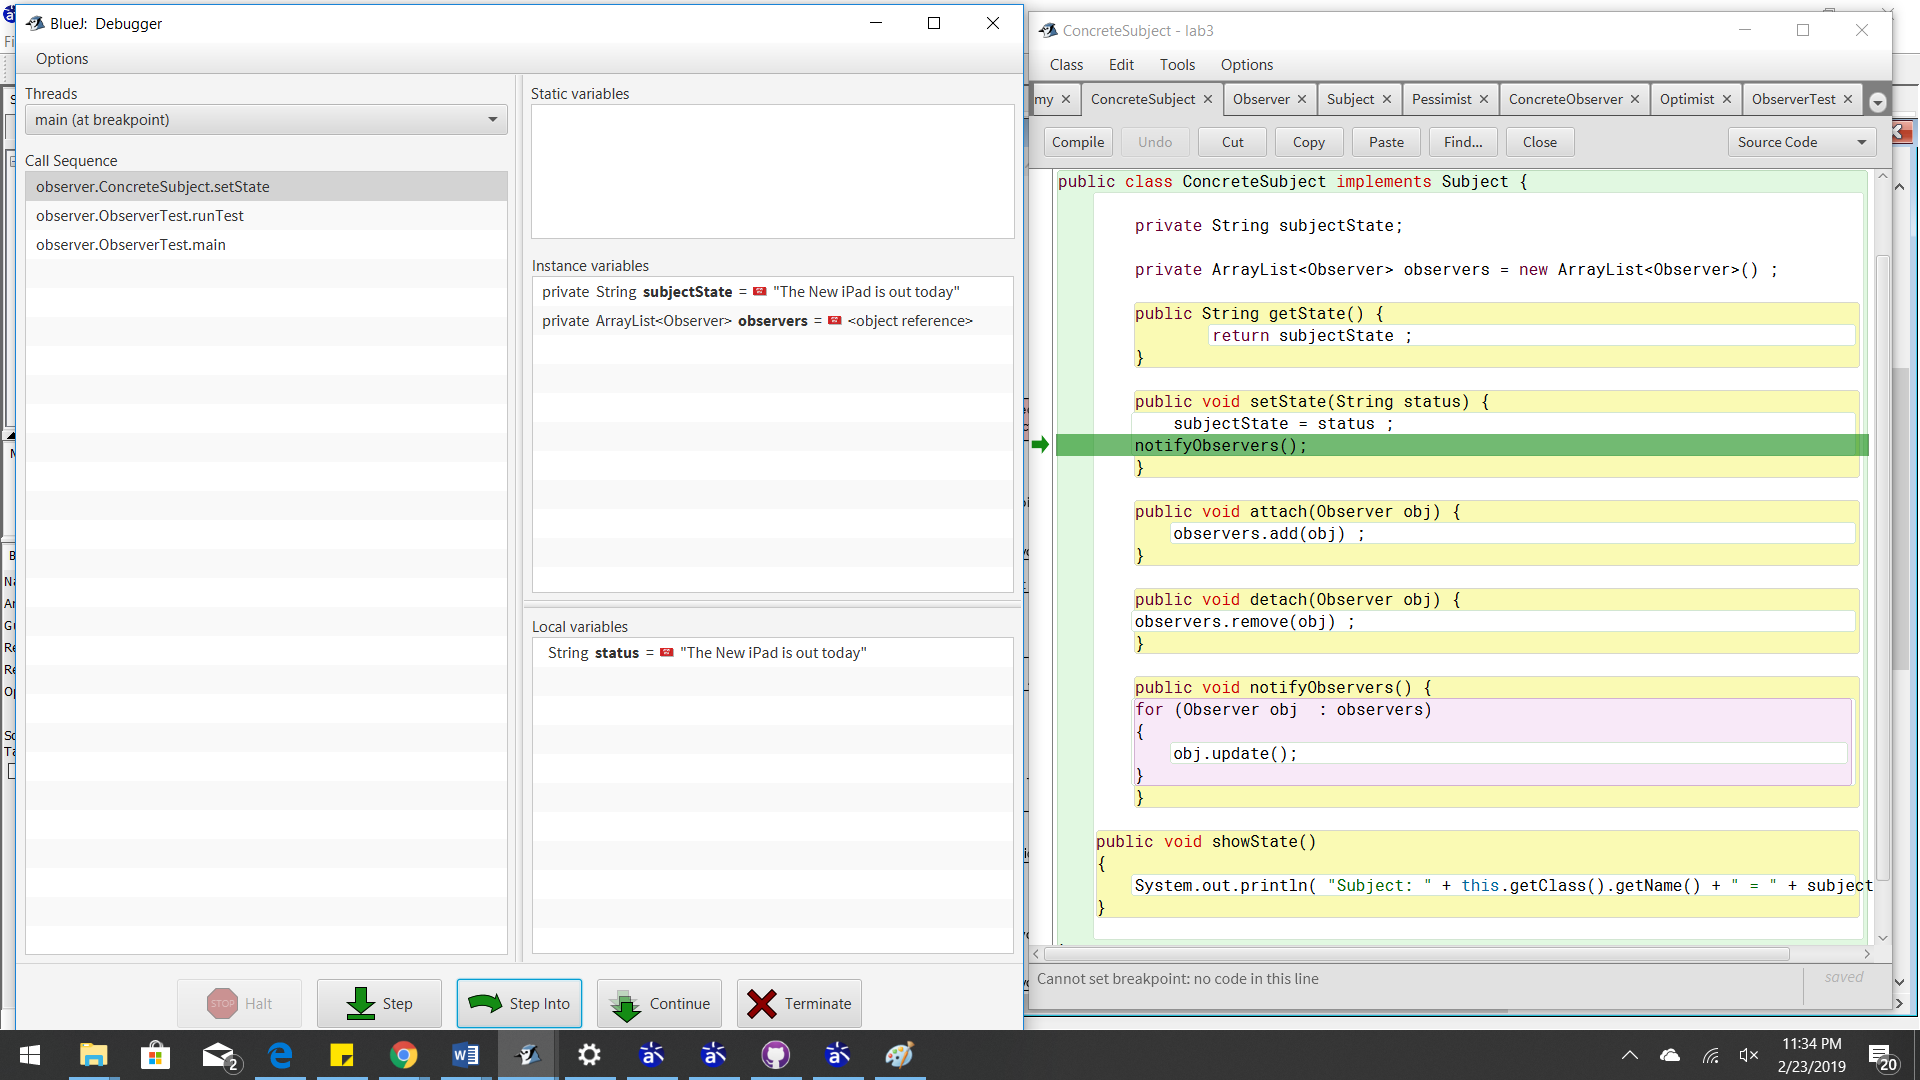 BlueJ: Debugger
Options
Threads
main (at breakpoint)
Call Sequence
observer.ConcreteSubject.setState
observer.ObserverTest.runTest
observer.ObserverTest.main
Static variables
Instance variables
private String subjectState = "The New iPad is out today"
private ArrayList<Observer> observers = <object reference>
Local variables
String status = "The New iPad is out today"
STOP Halt
Step
Step Into
Continue
Terminate
ConcreteSubject - lab3
Class Edit Tools Options
my ConcreteSubject Observer Subject Pessimist ConcreteObserver Optimist ObserverTest
Compile Undo Cut Copy Paste Find... Close Source Code
public class ConcreteSubject implements Subject {
private String subjectState;
private ArrayList<Observer> observers = new ArrayList<Observer>() ;
public String getState() {
return subjectState ;
}
public void setState(String status) {
subjectState = status ;
notifyObservers();
}
public void attach(Observer obj) {
observers.add(obj) ;
}
public void detach(Observer obj) {
observers.remove(obj) ;
}
public void notifyObservers() {
for (Observer obj : observers)
{
obj.update();
}
}
public void showState()
{
System.out.println( "Subject: " + this.getClass().getName() + " = " + subject
}
Cannot set breakpoint: no code in this line
saved
2
11:34 PM
2/23/2019
20